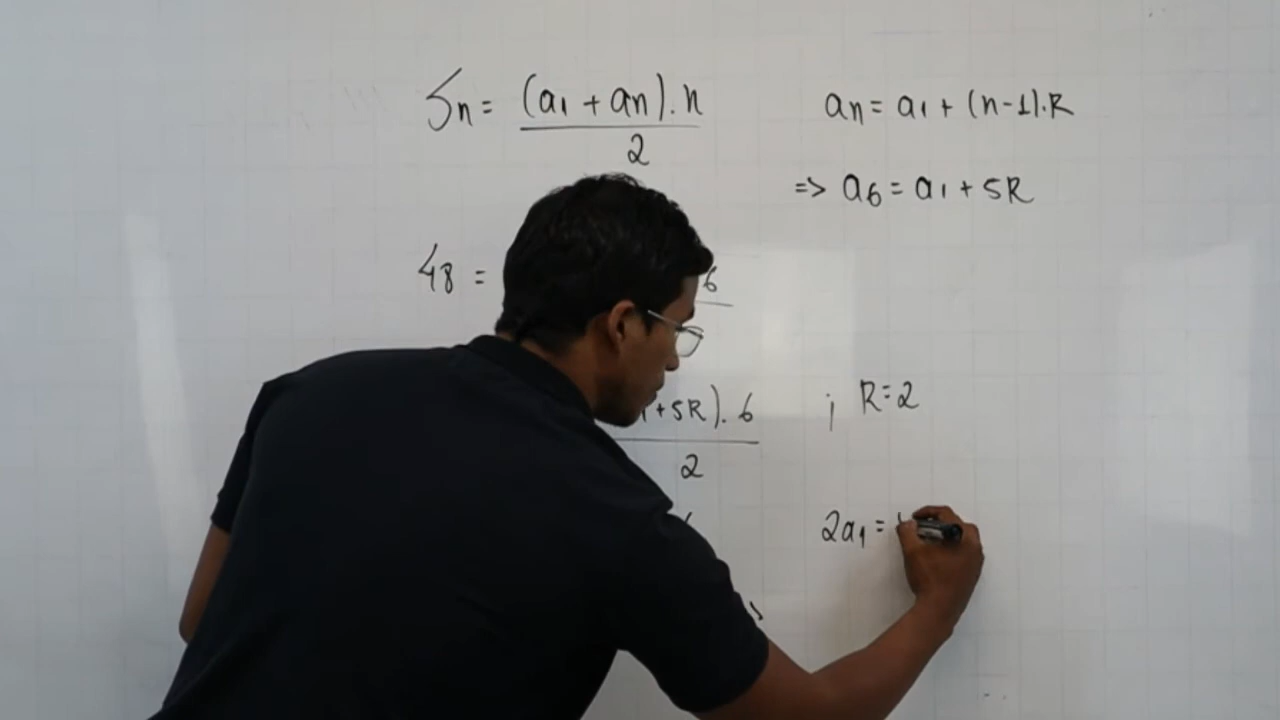 Sn = (a1 + an).n
2
an = a1 + (n-1).R
=> a6 = a1 + 5R
48 =
6
+5R).6
2
; R=2
2a1 =